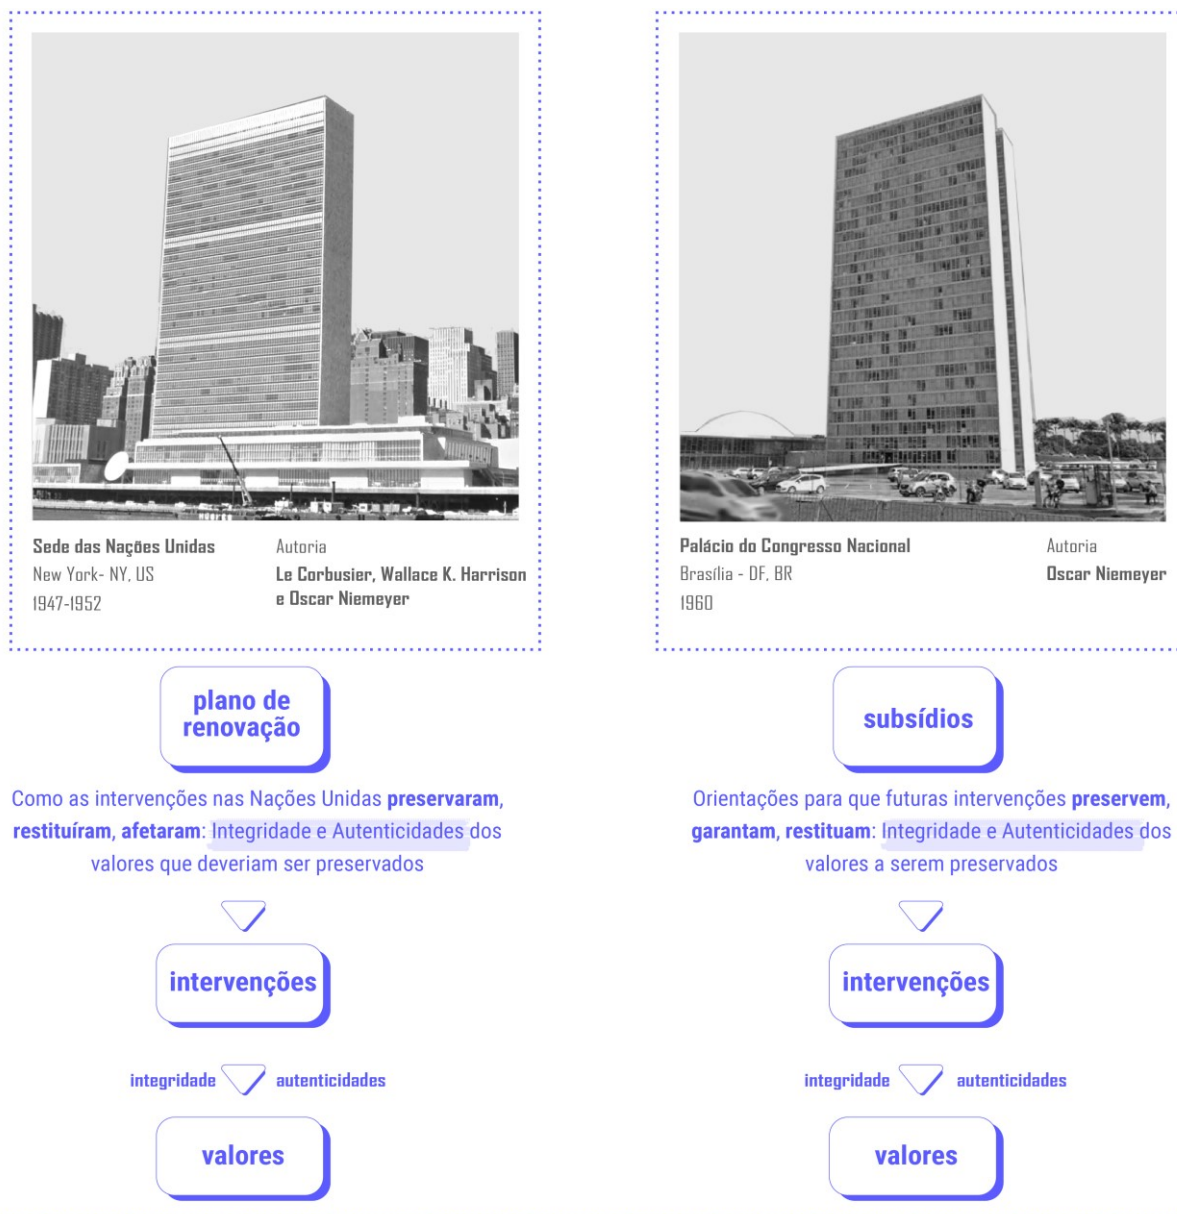 Sede das Nações Unidas
New York- NY, US
1947-1952
Autoria
Le Corbusier, Wallace K. Harrison
e Oscar Niemeyer
plano de
renovação
Como as intervenções nas Nações Unidas preservaram,
restituíram, afetaram: Integridade e Autenticidades dos
valores que deveriam ser preservados
intervenções
integridade
autenticidades
valores
Palácio do Congresso Nacional
Brasília - DF, BR
1960
Autoria
Oscar Niemeyer
subsídios
Orientações para que futuras intervenções preservem,
garantam, restituam: Integridade e Autenticidades dos
valores a serem preservados
intervenções
integridade
autenticidades
valores